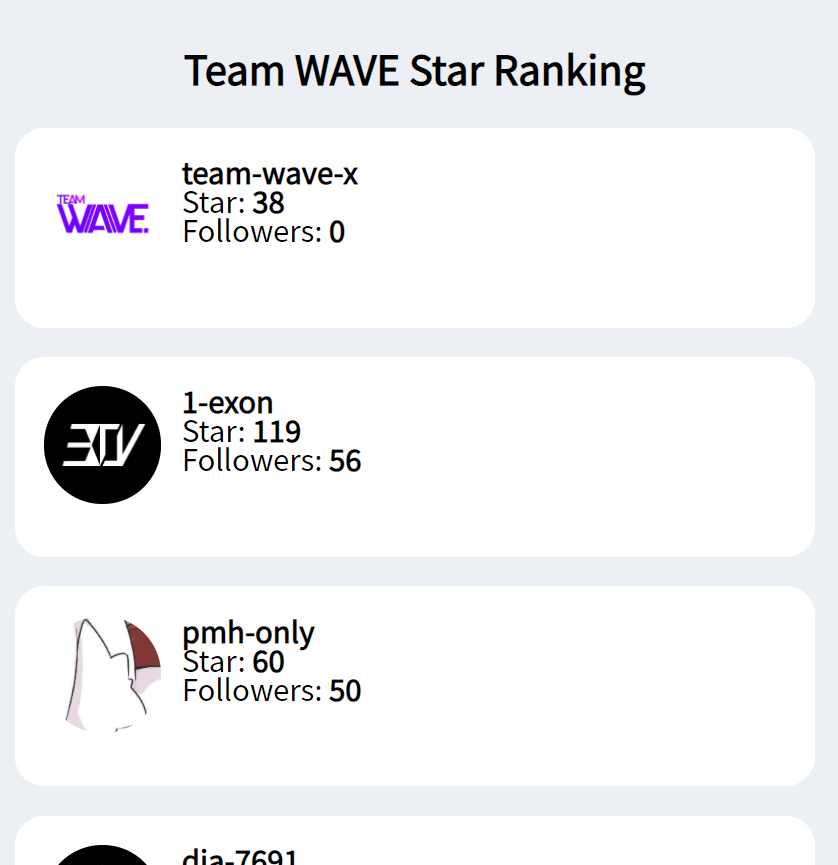 Team WAVE Star Ranking
TEAM
WAVE.
team-wave-x
Star: 38
Followers: 0
1-exon
Star: 119
Followers: 56
pmh-only
Star: 60
Followers: 50
dia-7691